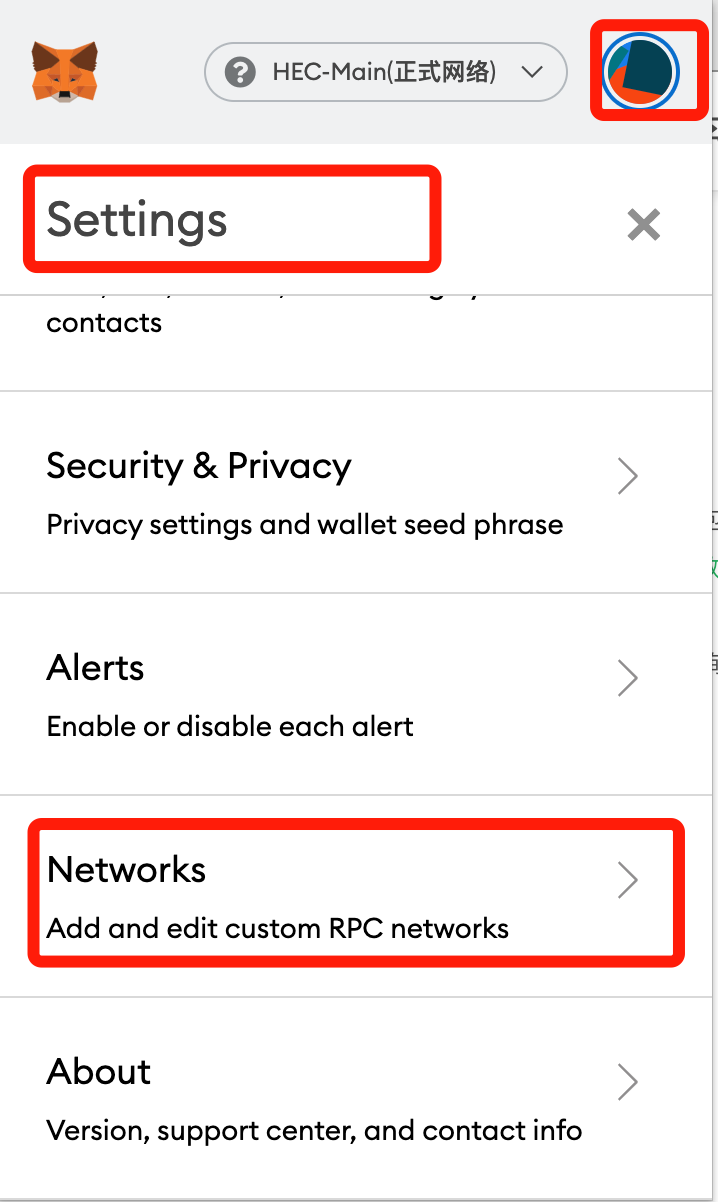 HEC-Main(正式网络)
Settings
contacts
Security & Privacy
Privacy settings and wallet seed phrase
Alerts
Enable or disable each alert
Networks
Add and edit custom RPC networks
About
Version, support center, and contact info